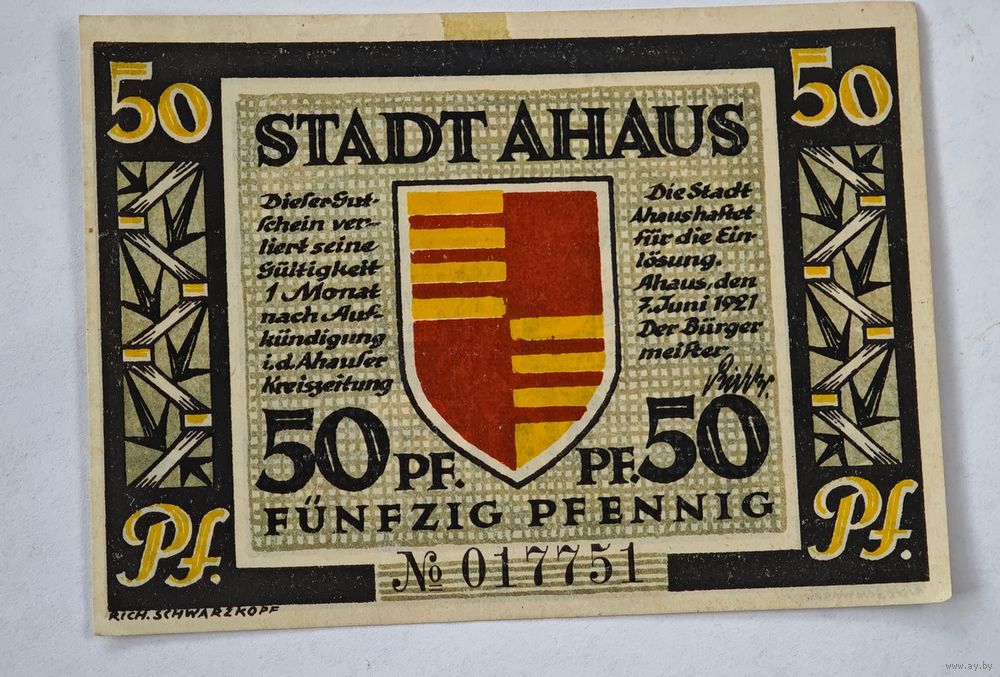 50
50
STADT AHAUS
Dieser Gut-
schein ver-
liert seine
Gültigkeit
1 Monat
nach Auf-
kündigung
i.d. Ahauser
Kreiszeitung
Die Stadt
Ahaus haftet
für die Ein-
lösung.
Ahaus, den
7. Juni 1921
Der Bürger
meister
50 PF. PF. 50
FÜNFZIG PFENNIG
Pf.
Pf.
№ 017751
RICH. SCHWARZKOPF
www.ay.by